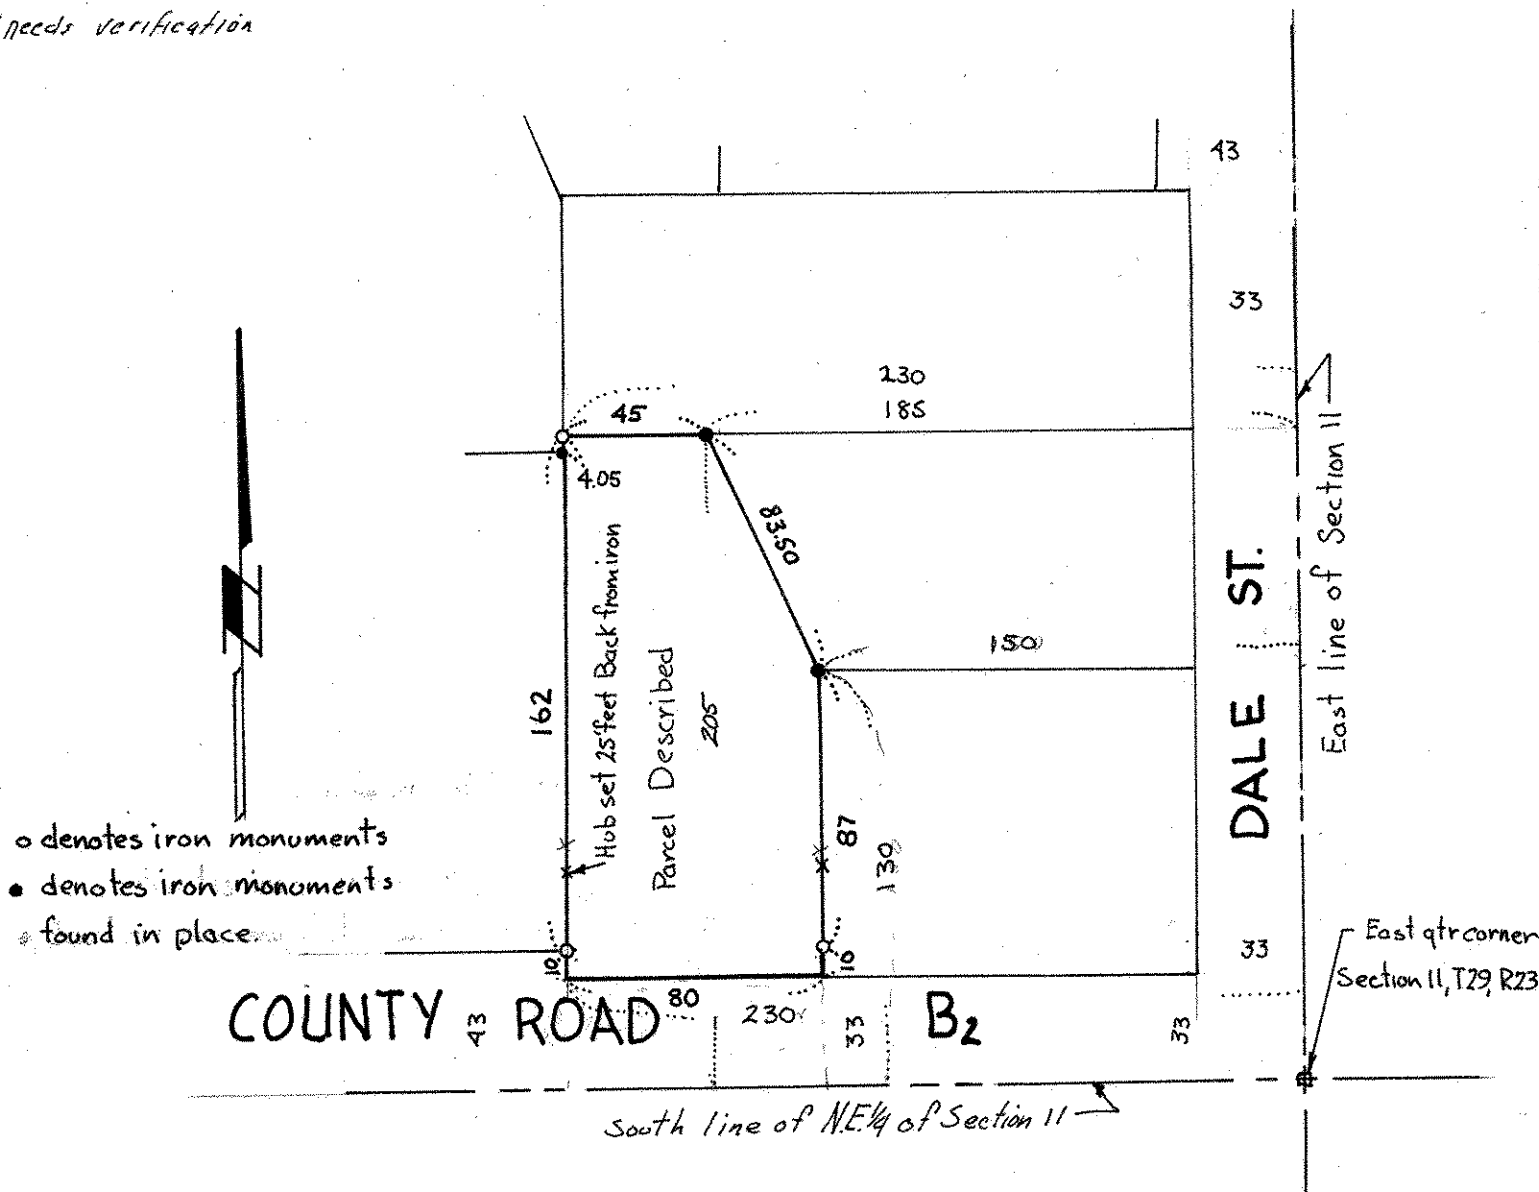 needs verification
43
33
230
185
45
4.05
83.50
Hub set 25 feet Back from iron
Parcel Described
205
162
150
87
130
10
10
DALE ST.
East line of Section 11
o denotes iron monuments
● denotes iron monuments
found in place.
33
East qtr corner
Section 11, T29, R23
COUNTY ROAD B2
43
80
230
33
33
South line of N.E.1/4 of Section 11